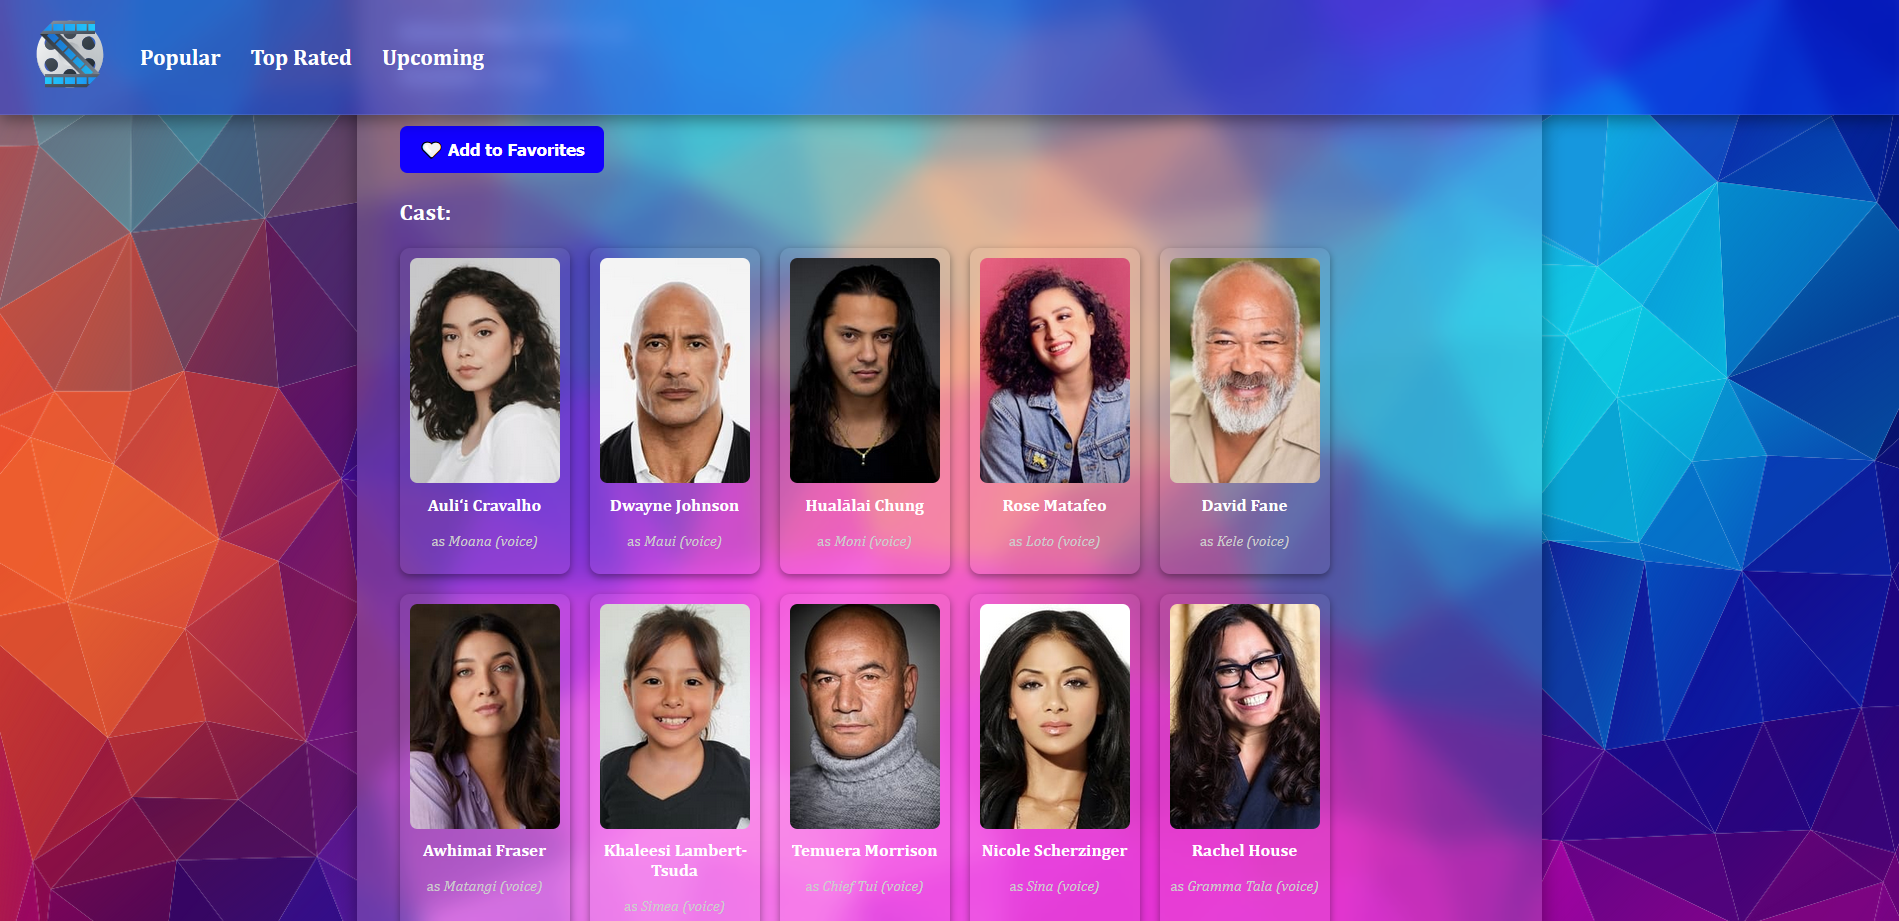 Popular Top Rated Upcoming
Add to Favorites
Cast:
Auliʻi Cravalho
as Moana (voice)
Dwayne Johnson
as Maui (voice)
Hualālai Chung
as Moni (voice)
Rose Matafeo
as Loto (voice)
David Fane
as Kele (voice)
Awhimai Fraser
as Matangi (voice)
Khaleesi Lambert-
Tsuda
as Simea (voice)
Temuera Morrison
as Chief Tui (voice)
Nicole Scherzinger
as Sina (voice)
Rachel House
as Gramma Tala (voice)